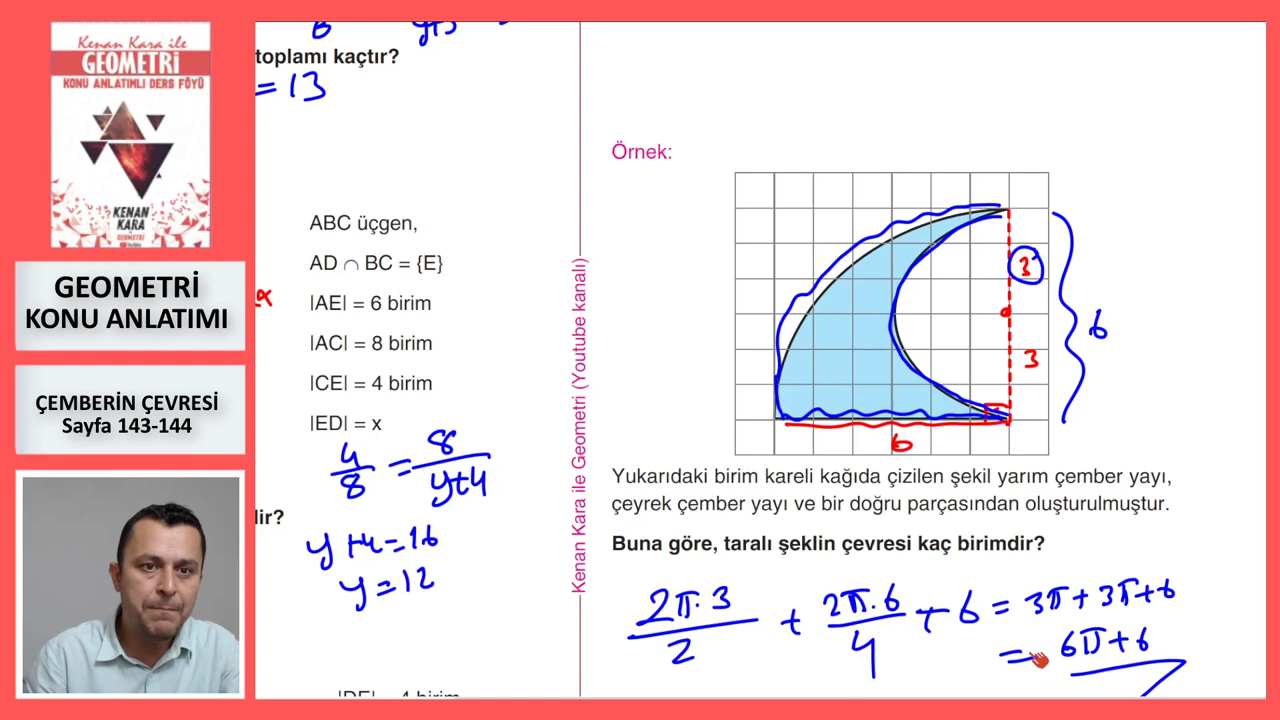 Kenan Kara ile
GEOMETRİ
KONU ANLATIMLI DERS FÖYÜ
KENAN
KARA
GEOMETRİ KONU ANLATIMI
ÇEMBERİN ÇEVRESİ
Sayfa 143-144
toplamı kaçtır?
= 13
ABC üçgen,
AD ∩ BC = {E}
|AE| = 6 birim
|AC| = 8 birim
|CE| = 4 birim
|ED| = x
4/8 = 8/y+4
y+4=16
y=12
Kenan Kara ile Geometri (Youtube kanalı)
Örnek:
3
3
6
6
Yukarıdaki birim kareli kağıda çizilen şekil yarım çember yayı,
çeyrek çember yayı ve bir doğru parçasından oluşturulmuştur.
Buna göre, taralı şeklin çevresi kaç birimdir?
2π.3/2 + 2π.6/4 + 6 = 3π+3π+6
= 6π+6